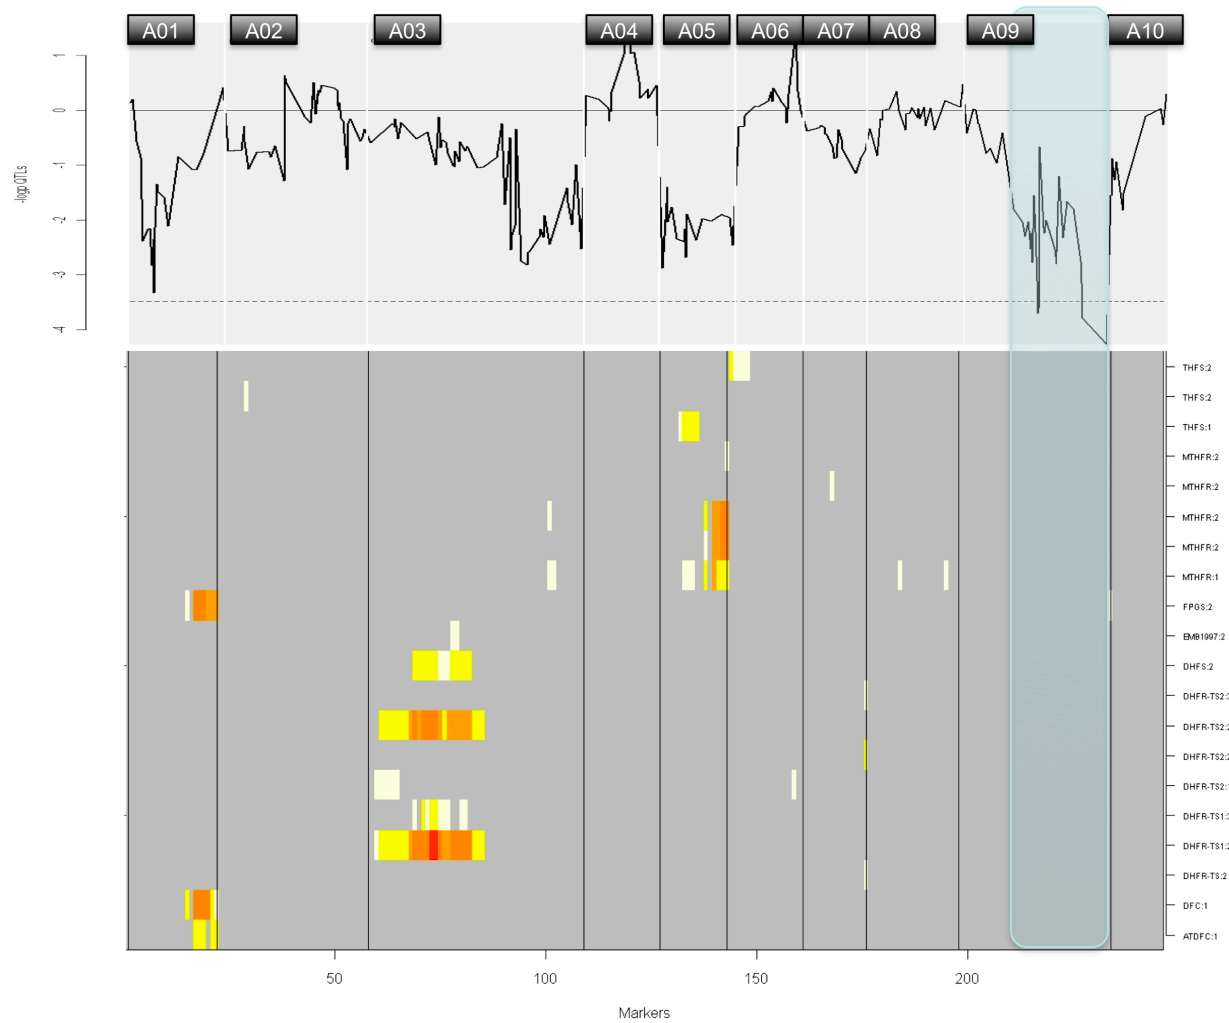 A01 A02 A03 A04 A05 A06 A07 A08 A09 A10
1
0
-1
-2
-3
-4
-logp QTLs
THFS:2
THFS:2
THFS:1
MTHFR:2
MTHFR:2
MTHFR:2
MTHFR:2
MTHFR:1
FPGS:2
EMB1997:2
DHFS:2
DHFR-TS2:
DHFR-TS2:
DHFR-TS2:
DHFR-TS2:
DHFR-TS1:
DHFR-TS1:
DHFR-TS:2
DFC:1
ATDFC:1
50 100 150 200
Markers